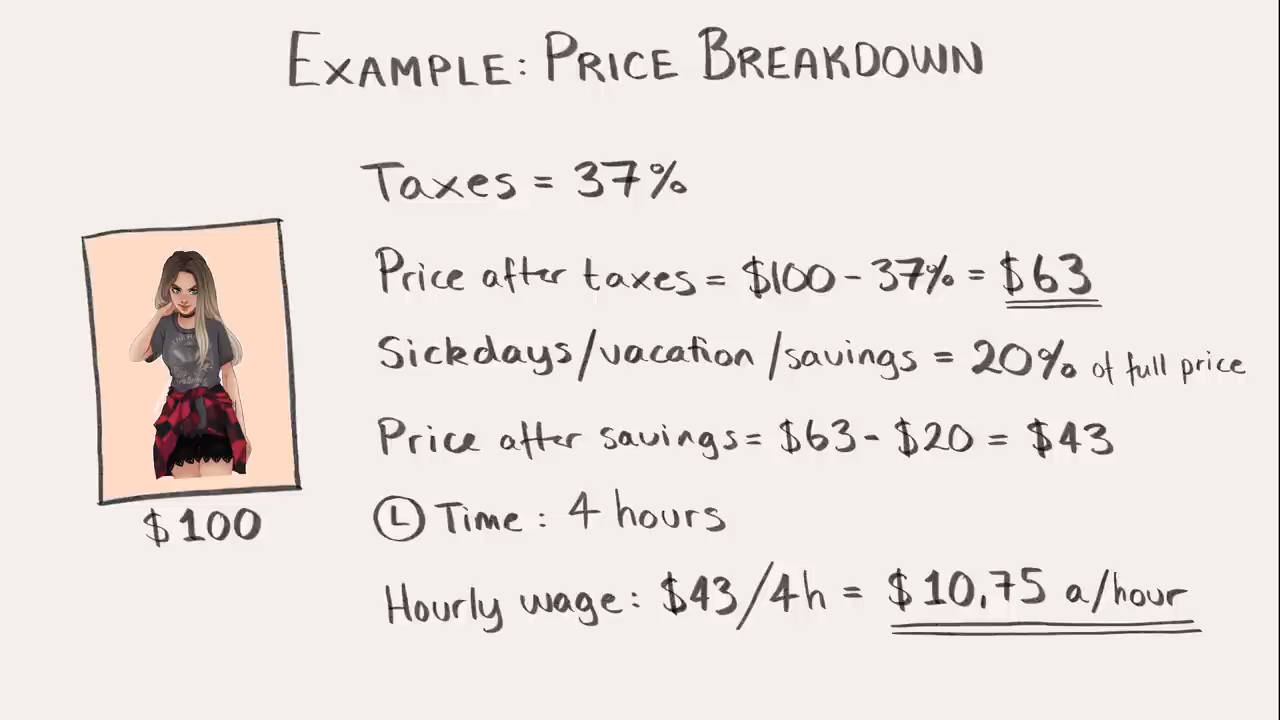 EXAMPLE: PRICE BREAKDOWN
Taxes = 37%
Price after taxes = $100 - 37% = $63
Sickdays/vacation/savings = 20% of full price
Price after savings = $63 - $20 = $43
Time: 4 hours
Hourly wage: $43/4h = $10,75 a/hour
$100